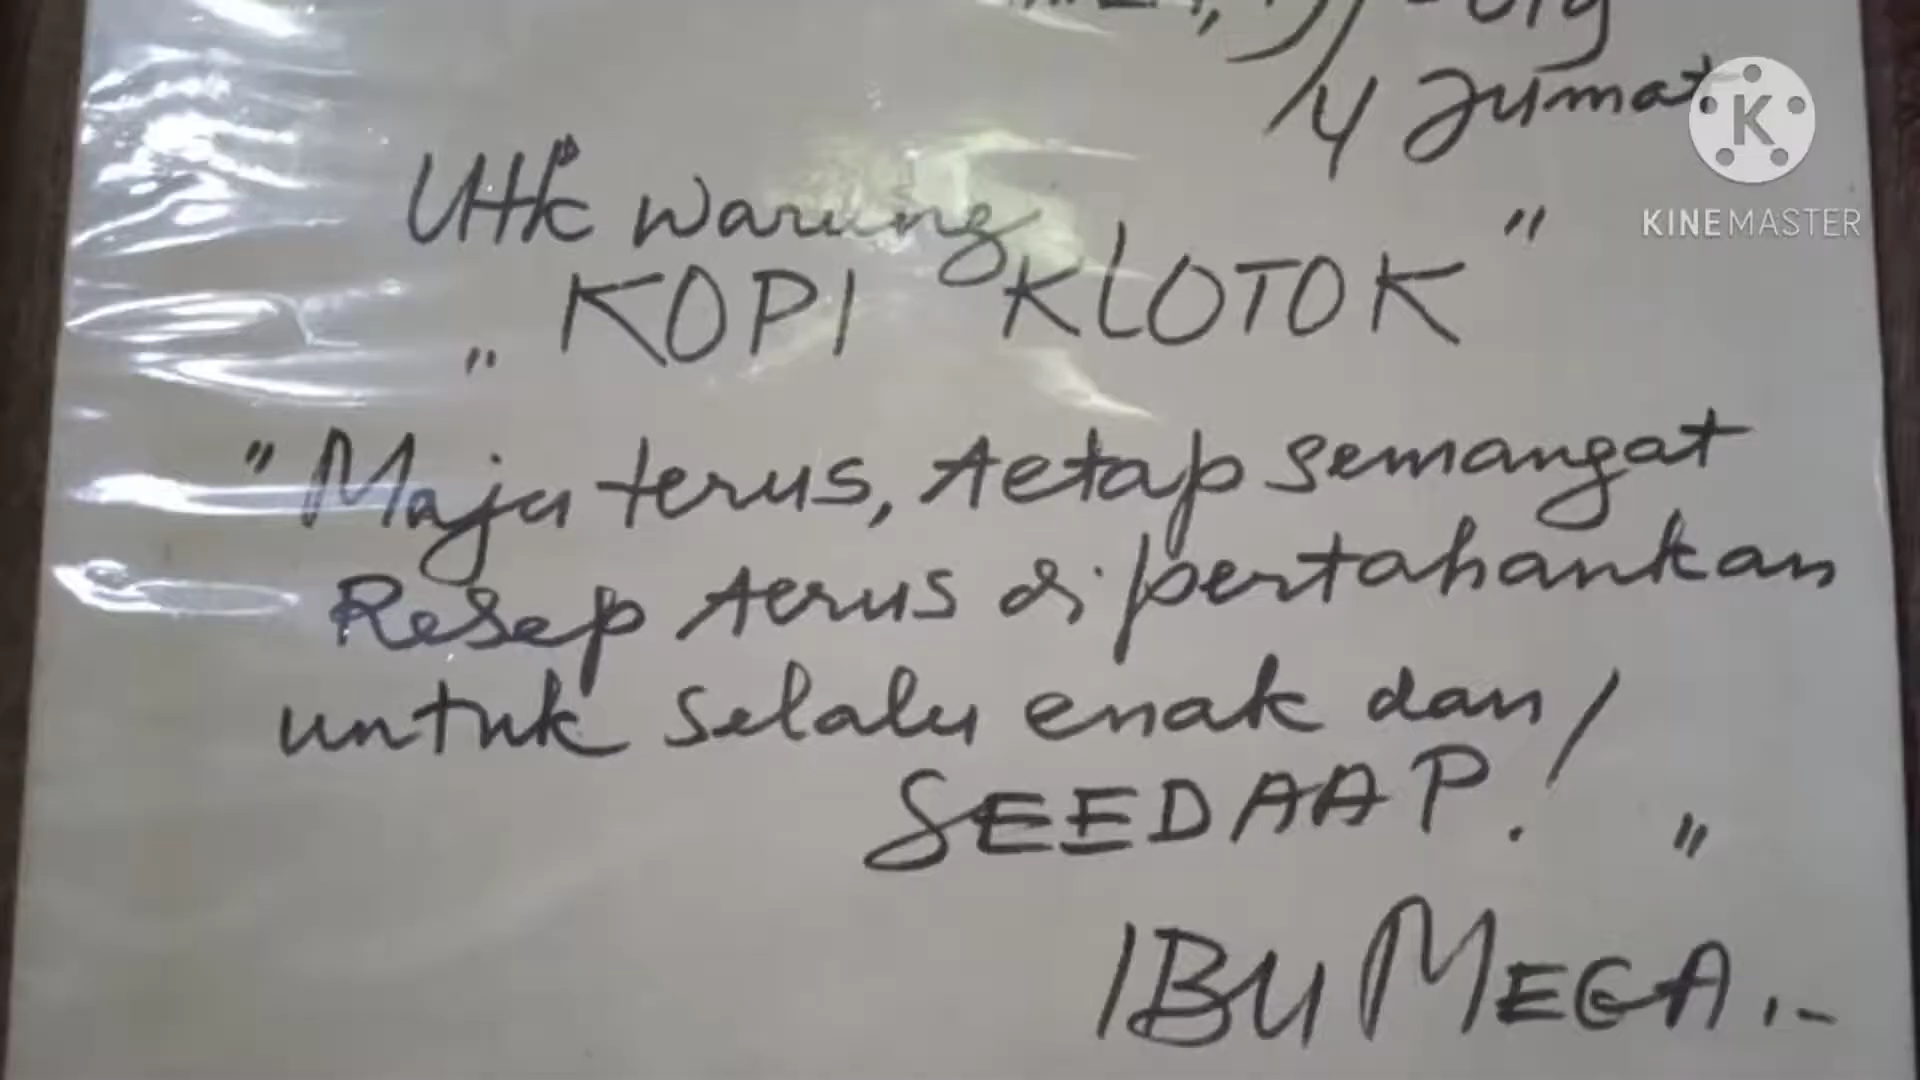 4 Jumat
Utk warung
„ KOPI KLOTOK "
" Maju terus, tetap semangat
Resep terus di pertahankan
untuk selalu enak dan
SEEDAAP! "
IBU MEGA.-
K
KINEMASTER